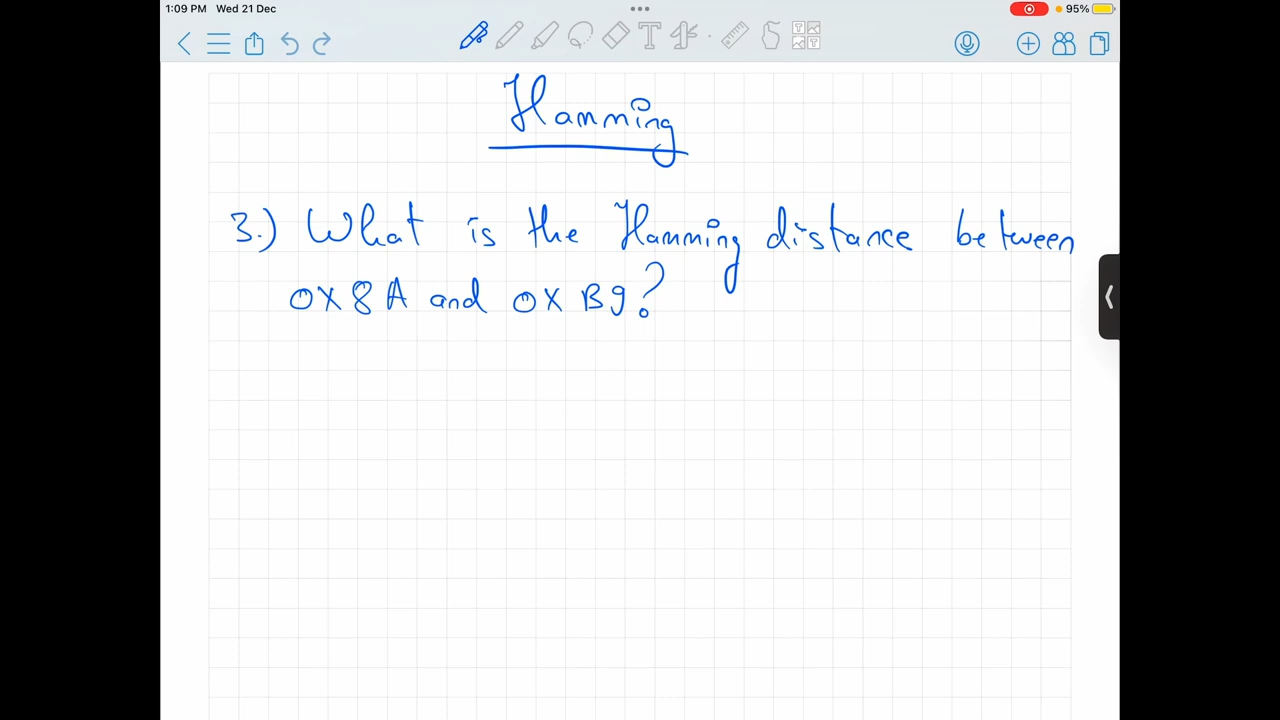 1:09 PM Wed 21 Dec
95%
Hamming
3.) What is the Hamming distance between
0X8A and 0XB9?